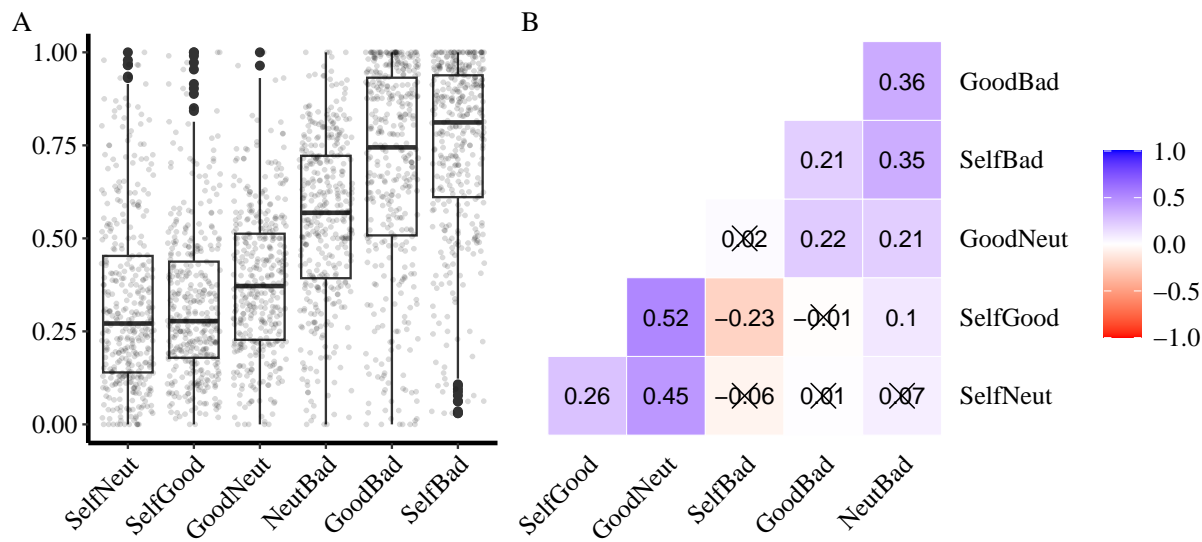 A
1.00
0.75
0.50
0.25
0.00
SelfNeut
SelfGood
GoodNeut
NeutBad
GoodBad
SelfBad
B
0.36
GoodBad
0.21
0.35
SelfBad
0.02
0.22
0.21
GoodNeut
0.52
−0.23
−0.01
0.1
SelfGood
0.26
0.45
−0.06
0.01
0.07
SelfNeut
SelfGood
GoodNeut
SelfBad
GoodBad
NeutBad
1.0
0.5
0.0
−0.5
−1.0